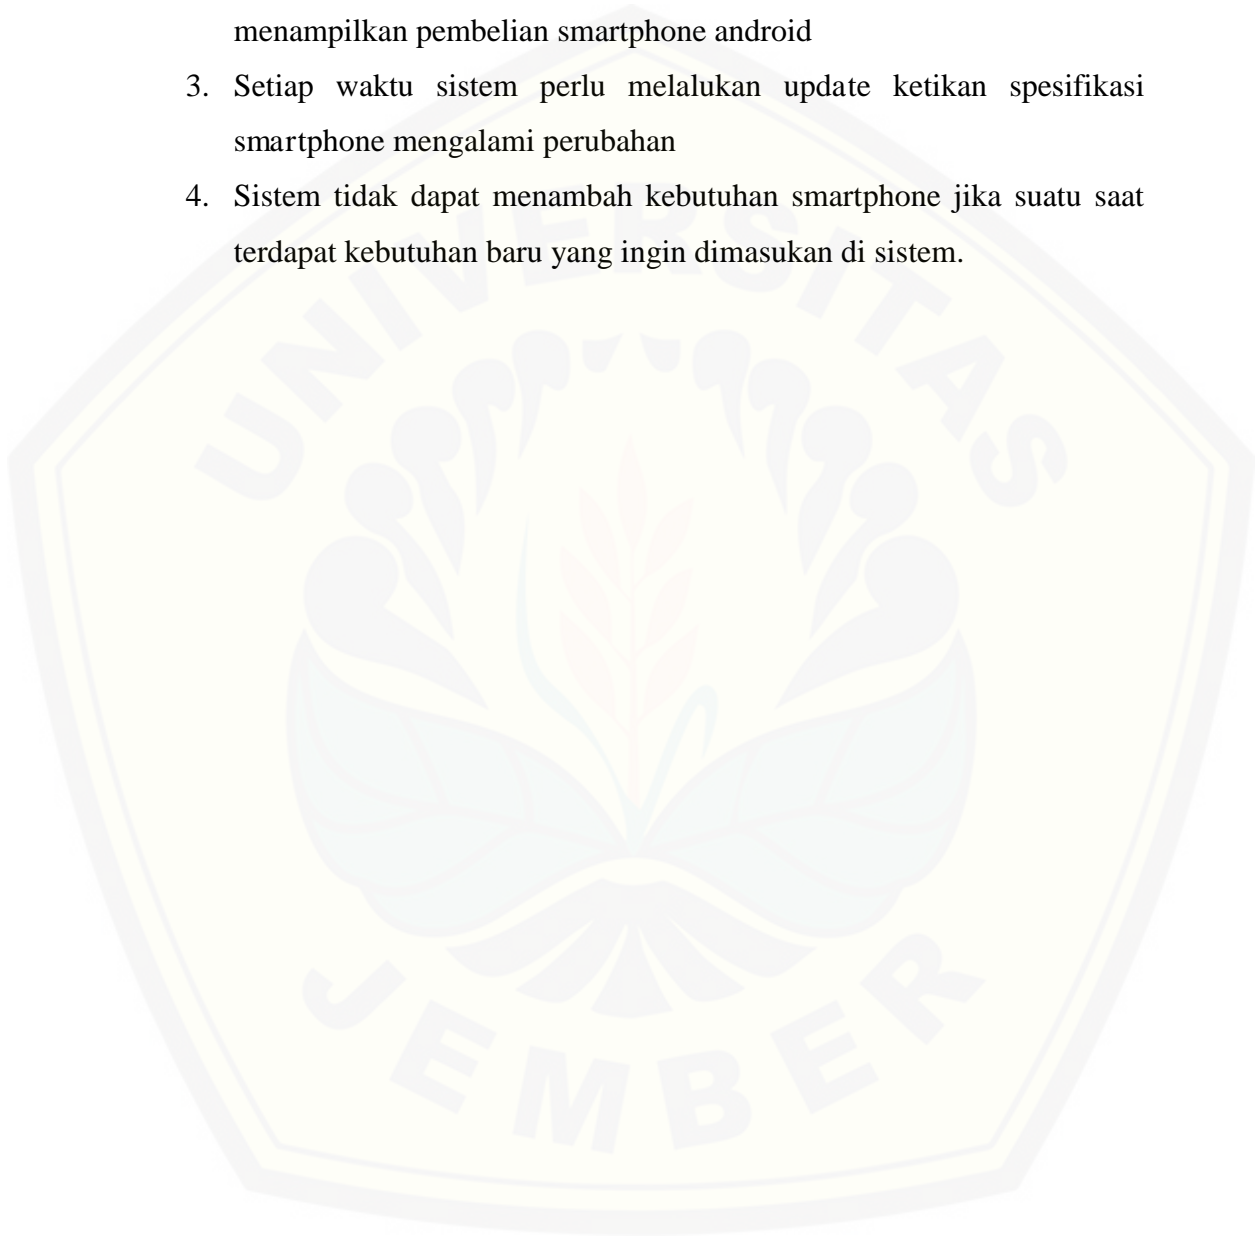 menampilkan pembelian smartphone android
3. Setiap waktu sistem perlu melalukan update ketikan spesifikasi
smartphone mengalami perubahan
4. Sistem tidak dapat menambah kebutuhan smartphone jika suatu saat
terdapat kebutuhan baru yang ingin dimasukan di sistem.
UNIVERSITAS
JEMBER